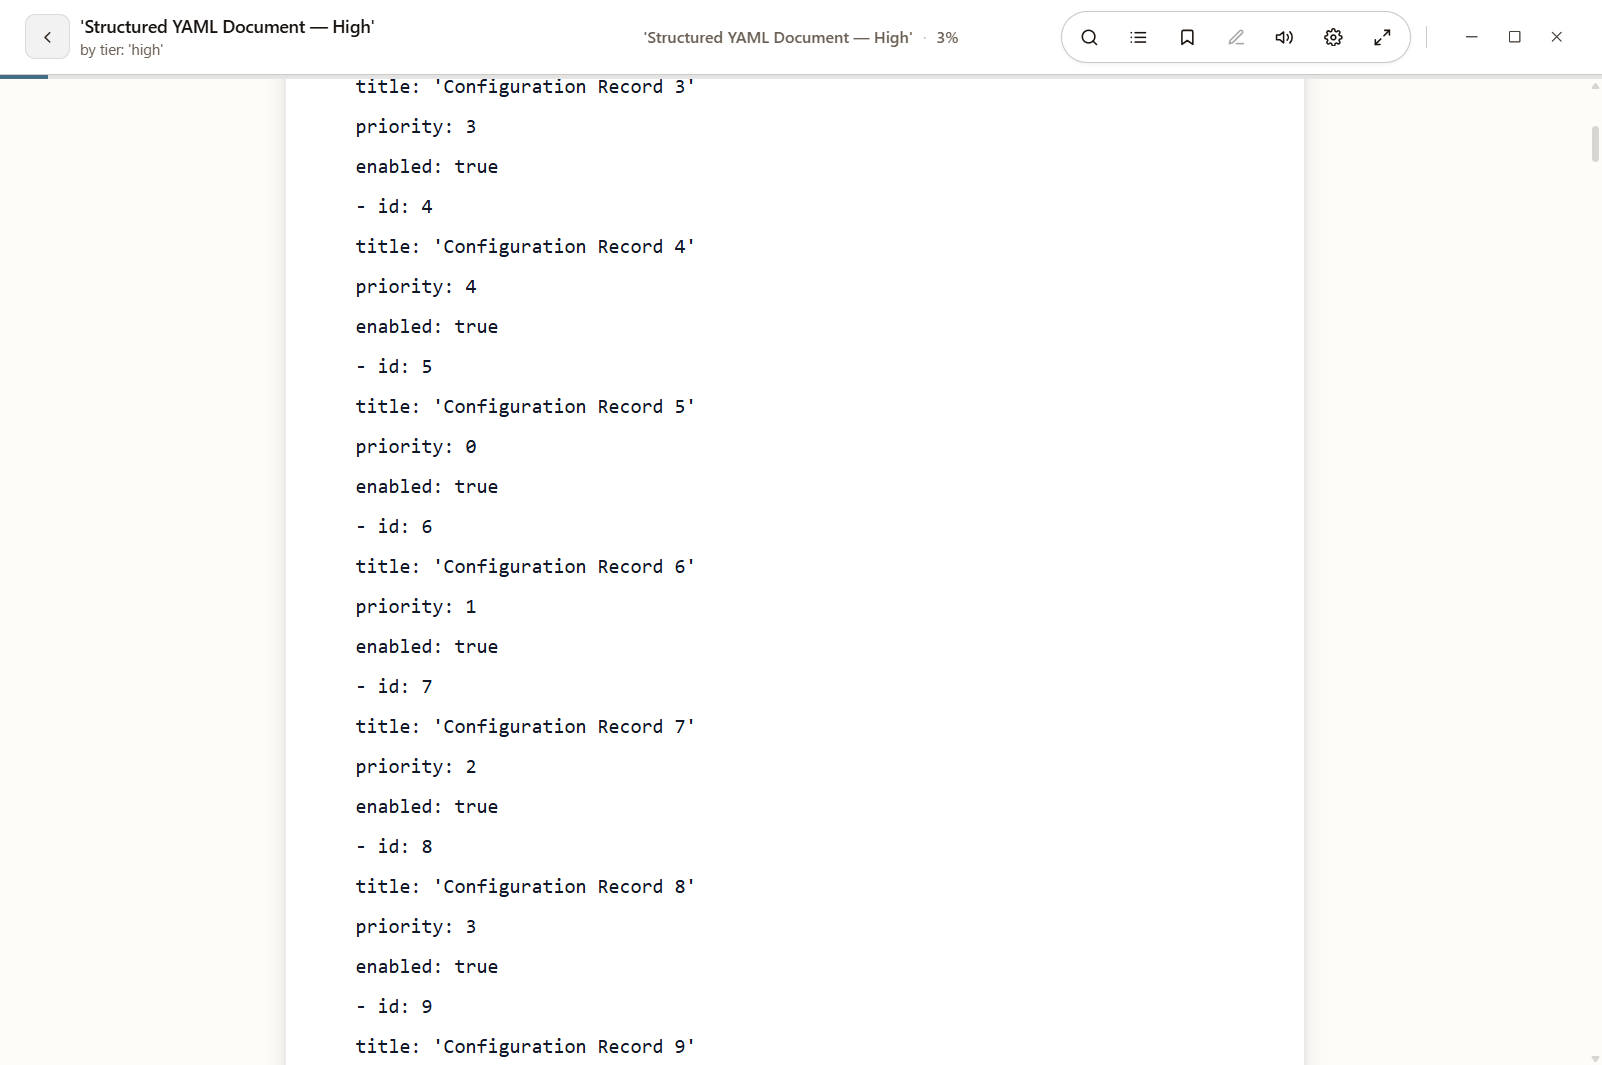 'Structured YAML Document — High'
by tier: 'high'
'Structured YAML Document — High' · 3%
title: 'Configuration Record 3'
priority: 3
enabled: true
- id: 4
title: 'Configuration Record 4'
priority: 4
enabled: true
- id: 5
title: 'Configuration Record 5'
priority: 0
enabled: true
- id: 6
title: 'Configuration Record 6'
priority: 1
enabled: true
- id: 7
title: 'Configuration Record 7'
priority: 2
enabled: true
- id: 8
title: 'Configuration Record 8'
priority: 3
enabled: true
- id: 9
title: 'Configuration Record 9'